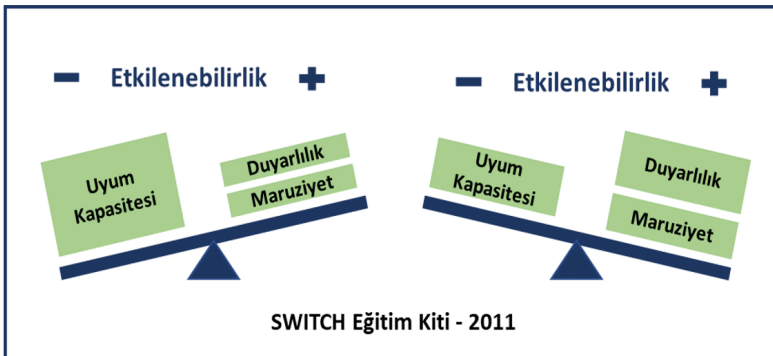 − Etkilenebilirlik +
Uyum
Kapasitesi
Duyarlılık
Maruziyet
− Etkilenebilirlik +
Uyum
Kapasitesi
Duyarlılık
Maruziyet
SWITCH Eğitim Kiti - 2011